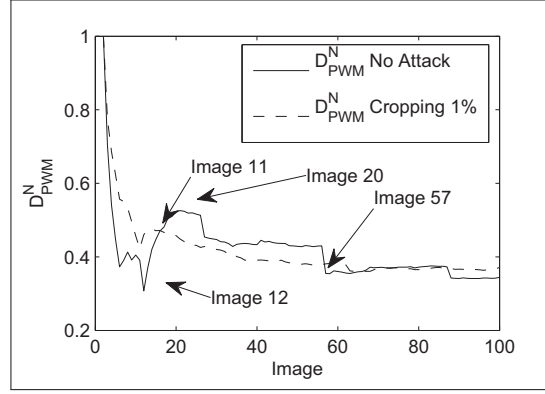 D^N_PWM No Attack
D^N_PWM Cropping 1%
Image 11
Image 20
Image 57
Image 12
1
0.8
0.6
0.4
0.2
0
20
40
60
80
100
D^N_PWM
Image